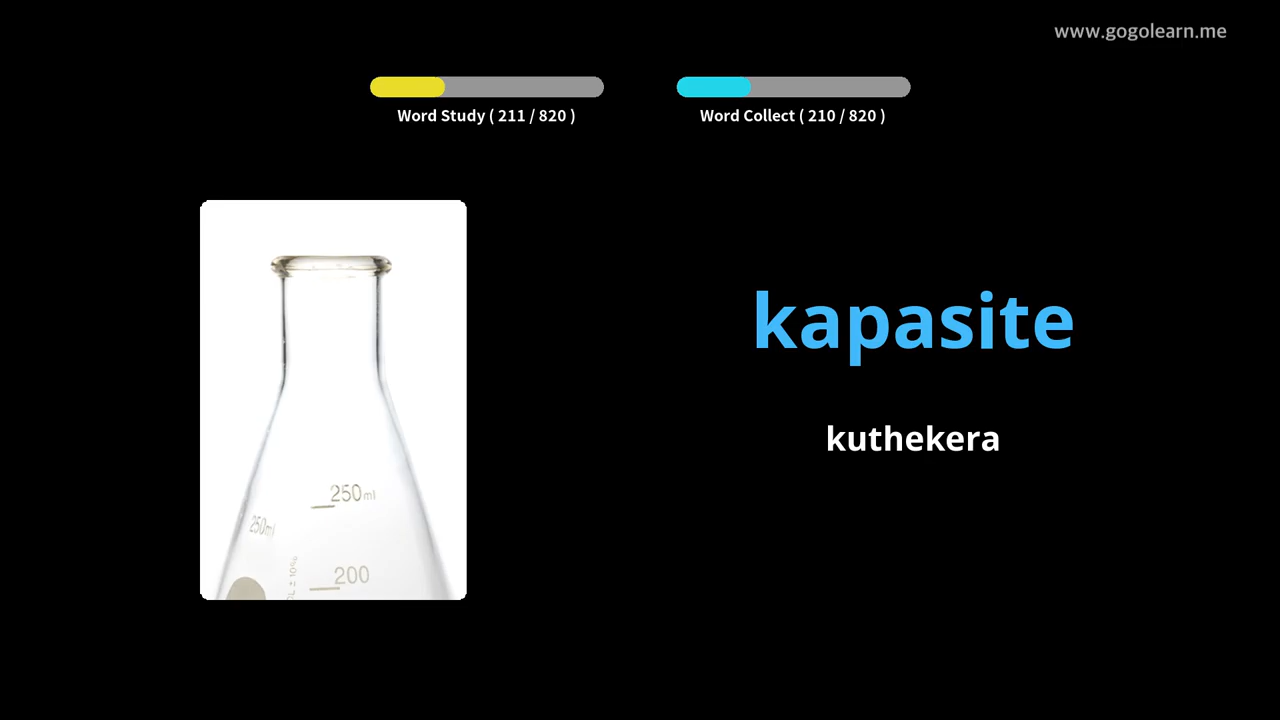 www.gogolearn.me
Word Study ( 211 / 820 )
Word Collect ( 210 / 820 )
kapasite
kuthekera
250ml
250ml
200